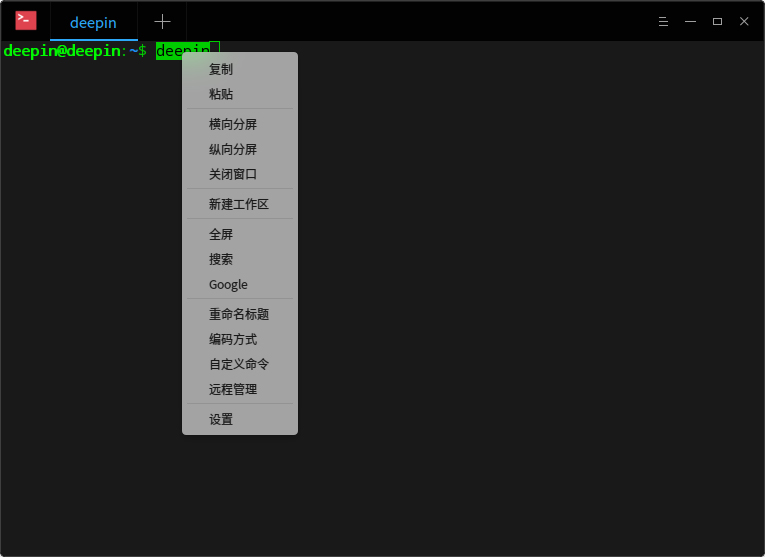 deepin
deepin@deepin:~$ deepin
复制
粘贴
横向分屏
纵向分屏
关闭窗口
新建工作区
全屏
搜索
Google
重命名标题
编码方式
自定义命令
远程管理
设置